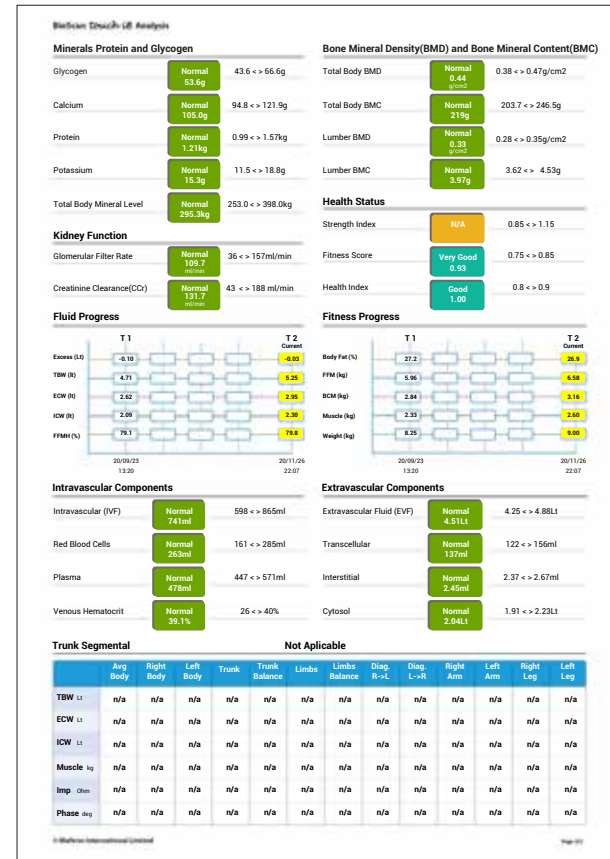 BioScan Touch i8 Analysis
Minerals Protein and Glycogen
Glycogen Normal 53.6g 43.6 < > 66.6g
Calcium Normal 105.0g 94.8 < > 121.9g
Protein Normal 1.21kg 0.99 < > 1.57kg
Potassium Normal 15.3g 11.5 < > 18.8g
Total Body Mineral Level Normal 295.3kg 253.0 < > 398.0kg
Kidney Function
Glomerular Filter Rate Normal 109.7 ml/min 36 < > 157ml/min
Creatinine Clearance(CCr) Normal 131.7 ml/min 43 < > 188 ml/min
Bone Mineral Density(BMD) and Bone Mineral Content(BMC)
Total Body BMD Normal 0.44 g/cm2 0.38 < > 0.47g/cm2
Total Body BMC Normal 219g 203.7 < > 246.5g
Lumber BMD Normal 0.33 g/cm2 0.28 < > 0.35g/cm2
Lumber BMC Normal 3.97g 3.62 < > 4.53g
Health Status
Strength Index N/A 0.85 < > 1.15
Fitness Score Very Good 0.93 0.75 < > 0.85
Health Index Good 1.00 0.8 < > 0.9
Fluid Progress
T 1 T 2
Current
Excess (Lt) -0.10 -0.03
TBW (lt) 4.71 5.25
ECW (lt) 2.62 2.95
ICW (lt) 2.09 2.30
FFMH (%) 79.1 79.8
20/09/23 20/11/26
13:20 22:07
Fitness Progress
T 1 T 2
Current
Body Fat (%) 27.2 26.9
FFM (kg) 5.96 6.58
BCM (kg) 2.84 3.16
Muscle (kg) 2.33 2.60
Weight (kg) 8.25 9.00
20/09/23 20/11/26
13:20 22:07
Intravascular Components
Intravascular (IVF) Normal 741ml 598 < > 865ml
Red Blood Cells Normal 263ml 161 < > 285ml
Plasma Normal 478ml 447 < > 571ml
Venous Hematocrit Normal 39.1% 26 < > 40%
Extravascular Components
Extravascular Fluid (EVF) Normal 4.51Lt 4.25 < > 4.88Lt
Transcellular Normal 137ml 122 < > 156ml
Interstitial Normal 2.45ml 2.37 < > 2.67ml
Cytosol Normal 2.04Lt 1.91 < > 2.23Lt
Trunk Segmental Not Aplicable
Avg Body Right Body Left Body Trunk Trunk Balance Limbs Limbs Balance Diag. R->L Diag. L->R Right Arm Left Arm Right Leg Left Leg
TBW Lt n/a n/a n/a n/a n/a n/a n/a n/a n/a n/a n/a n/a n/a
ECW Lt n/a n/a n/a n/a n/a n/a n/a n/a n/a n/a n/a n/a n/a
ICW Lt n/a n/a n/a n/a n/a n/a n/a n/a n/a n/a n/a n/a n/a
Muscle kg n/a n/a n/a n/a n/a n/a n/a n/a n/a n/a n/a n/a n/a
Imp Ohm n/a n/a n/a n/a n/a n/a n/a n/a n/a n/a n/a n/a n/a
Phase deg n/a n/a n/a n/a n/a n/a n/a n/a n/a n/a n/a n/a n/a
International Limited